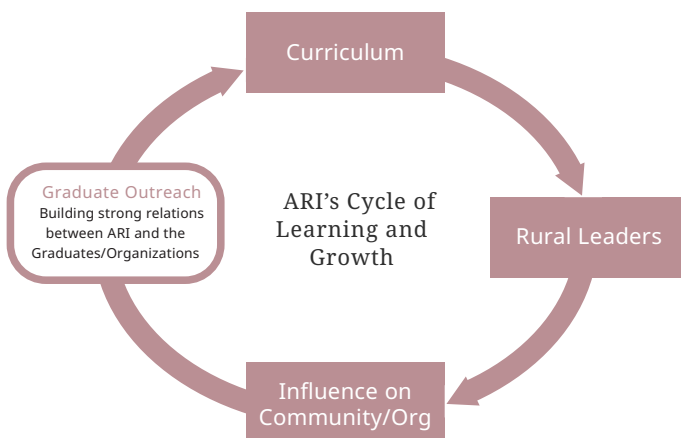 Curriculum
Graduate Outreach
Building strong relations
between ARI and the
Graduates/Organizations
ARI’s Cycle of
Learning and
Growth
Rural Leaders
Influence on
Community/Org